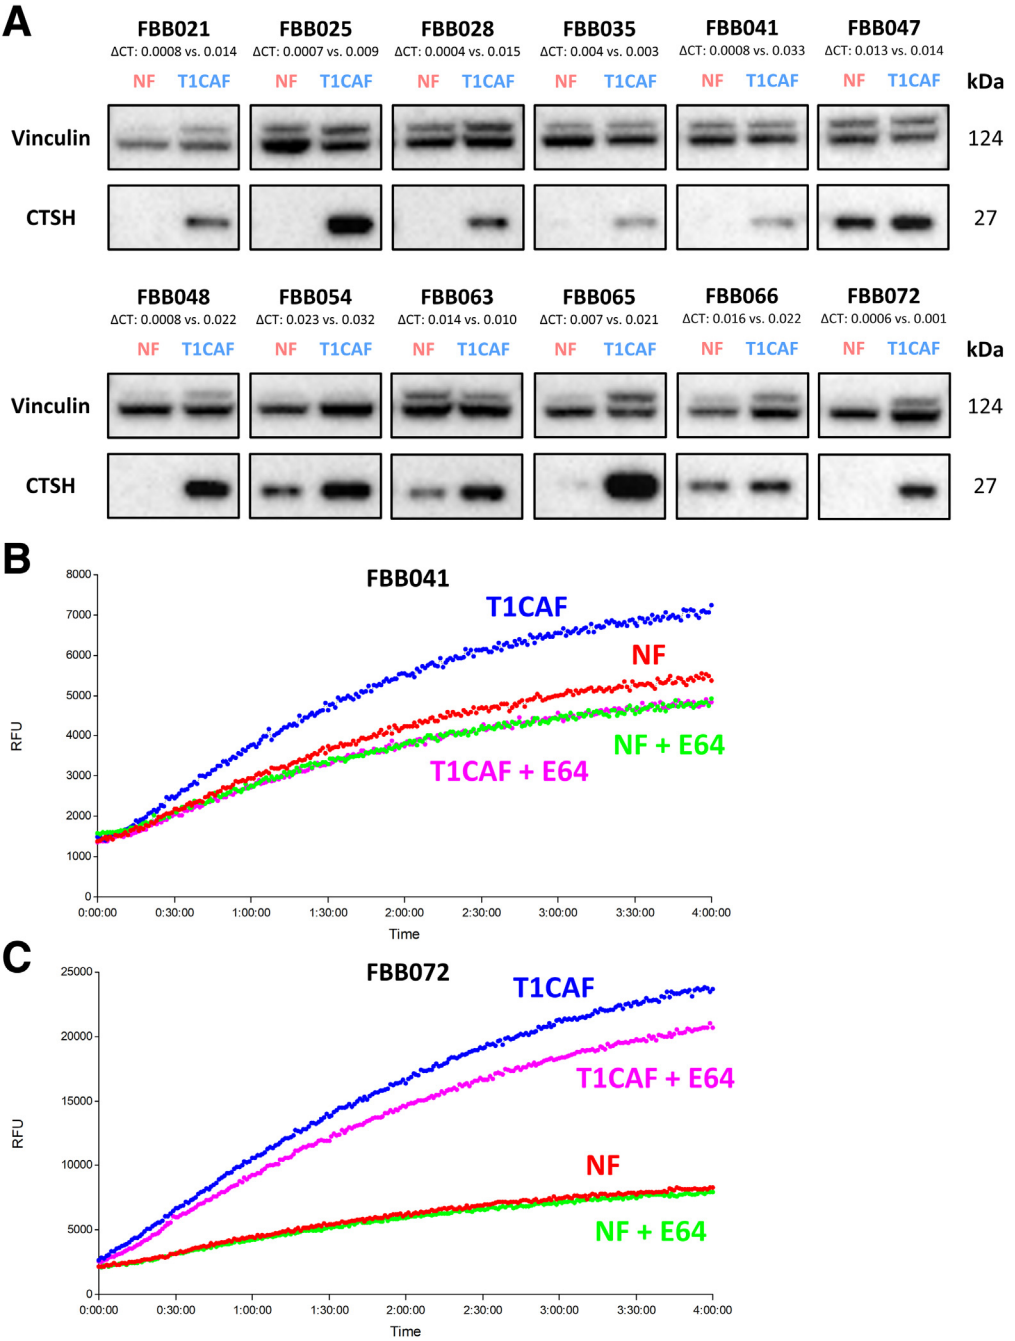 A
FBB021 FBB025 FBB028 FBB035 FBB041 FBB047
ΔCT: 0.0008 vs. 0.014 ΔCT: 0.0007 vs. 0.009 ΔCT: 0.0004 vs. 0.015 ΔCT: 0.004 vs. 0.003 ΔCT: 0.0008 vs. 0.033 ΔCT: 0.013 vs. 0.014
NF T1CAF NF T1CAF NF T1CAF NF T1CAF NF T1CAF NF T1CAF kDa
Vinculin 124
CTSH 27
FBB048 FBB054 FBB063 FBB065 FBB066 FBB072
ΔCT: 0.0008 vs. 0.022 ΔCT: 0.023 vs. 0.032 ΔCT: 0.014 vs. 0.010 ΔCT: 0.007 vs. 0.021 ΔCT: 0.016 vs. 0.022 ΔCT: 0.0006 vs. 0.001
NF T1CAF NF T1CAF NF T1CAF NF T1CAF NF T1CAF NF T1CAF kDa
Vinculin 124
CTSH 27
B
FBB041
8000
7000
6000
5000
4000
3000
2000
1000
0
RFU
T1CAF
NF
NF + E64
T1CAF + E64
0:00:00 0:30:00 1:00:00 1:30:00 2:00:00 2:30:00 3:00:00 3:30:00 4:00:00
Time
C
FBB072
25000
20000
15000
10000
5000
0
RFU
T1CAF
T1CAF + E64
NF
NF + E64
0:00:00 0:30:00 1:00:00 1:30:00 2:00:00 2:30:00 3:00:00 3:30:00 4:00:00
Time